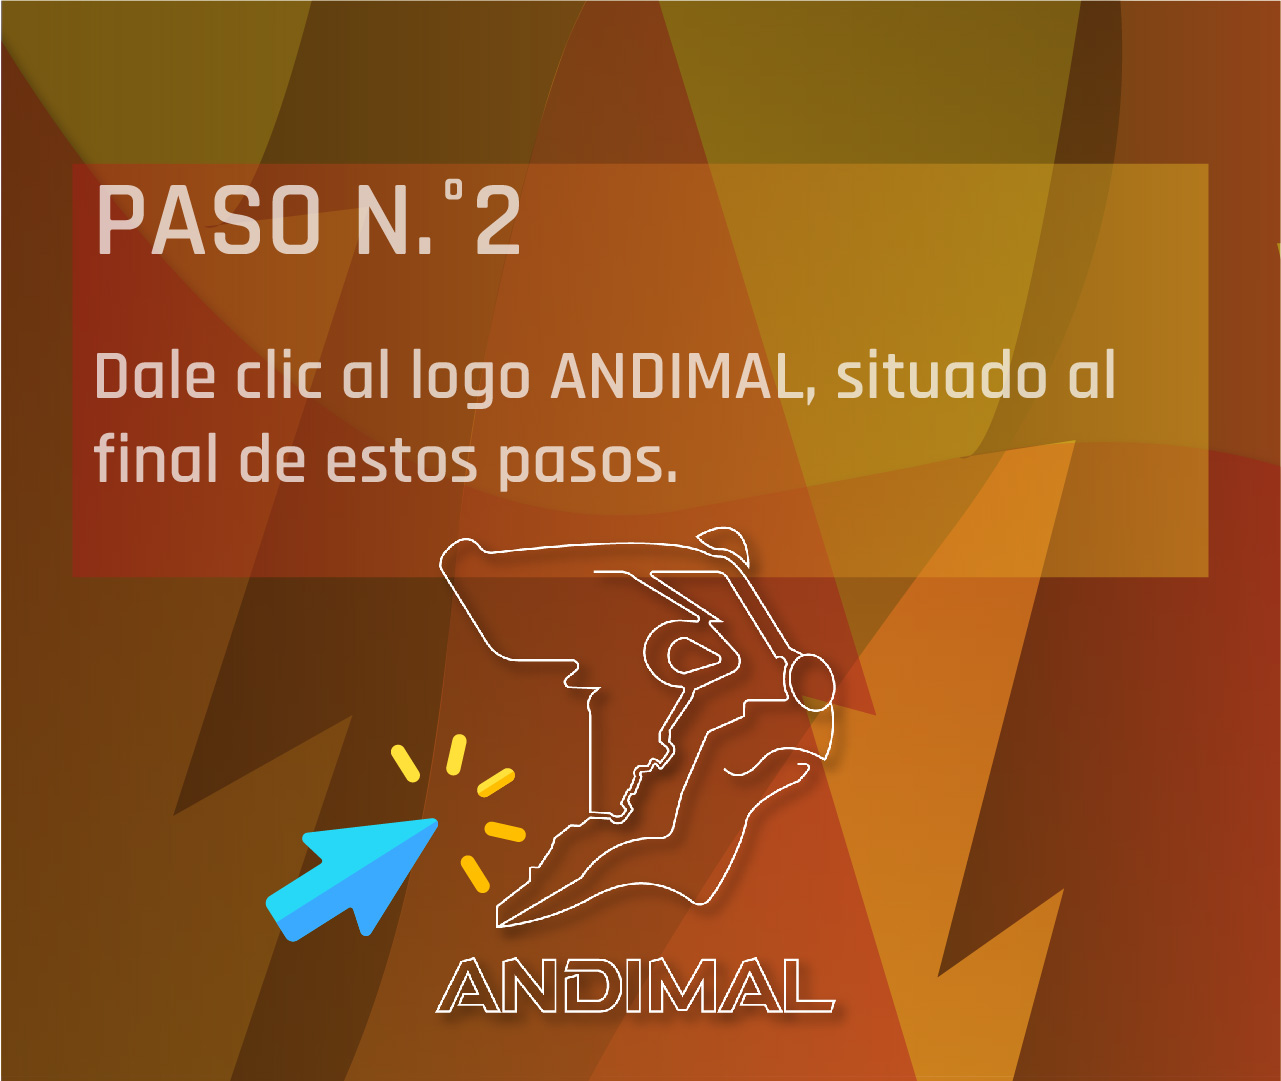 PASO N.°2
Dale clic al logo ANDIMAL, situado al
final de estos pasos.
ANDIMAL